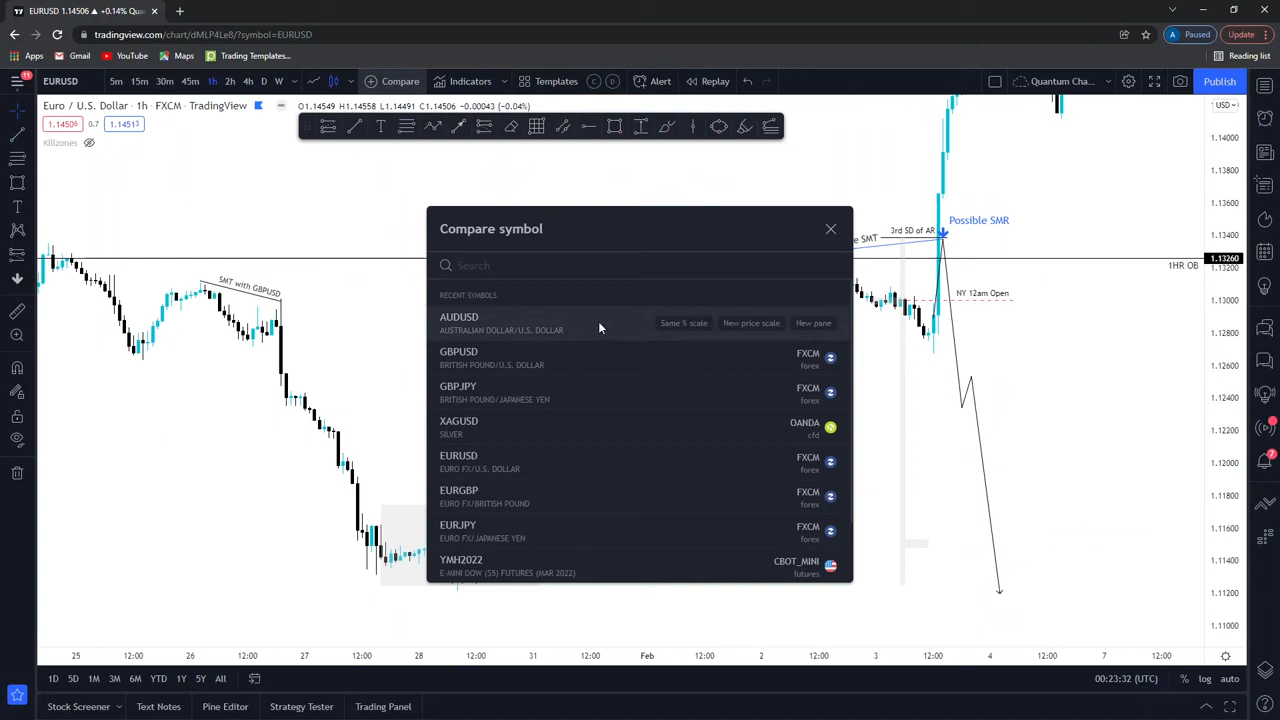 EURUSD 1.14506 ▲ +0.14% Quantum Ch
tradingview.com/chart/dMLP4Le8/?symbol=EURUSD
A Paused
Update
Apps
Gmail
YouTube
Maps
Trading Templates...
Reading list
11
EURUSD
5m 15m 30m 45m 1h 2h 4h D W
Compare
Indicators
Templates
C D
Alert
Replay
Quantum Cha...
Publish
Euro / U.S. Dollar · 1h · FXCM · TradingView
O1.14549 H1.14558 L1.14491 C1.14506 −0.00043 (−0.04%)
USD
1.14506
0.7
1.14513
Killzones
1.14000
1.13600
1.13400
1.13260
1.13200
1.13000
1.12800
1.12600
1.12400
1.12200
1.12000
1.11800
1.11600
1.11400
1.11200
1.11000
Possible SMR
3rd SD of AR
SMT
1HR OB
NY 12am Open
SMT with GBPUSD
Compare symbol
Search
RECENT SYMBOLS
AUDUSD
AUSTRALIAN DOLLAR/U.S. DOLLAR
Same % scale
New price scale
New pane
GBPUSD
BRITISH POUND/U.S. DOLLAR
FXCM
forex
GBPJPY
BRITISH POUND/JAPANESE YEN
FXCM
forex
XAGUSD
SILVER
OANDA
cfd
EURUSD
EURO FX/U.S. DOLLAR
FXCM
forex
EURGBP
EURO FX/BRITISH POUND
FXCM
forex
EURJPY
EURO FX/JAPANESE YEN
FXCM
forex
YMH2022
E-MINI DOW ($5) FUTURES (MAR 2022)
CBOT_MINI
futures
7
25 12:00 26 12:00 27 12:00 28 12:00 31 12:00 Feb 12:00 2 12:00 3 12:00 4 12:00 7 12:00
1D 5D 1M 3M 6M YTD 1Y 5Y All
00:23:32 (UTC)
% log auto
Stock Screener
Text Notes
Pine Editor
Strategy Tester
Trading Panel